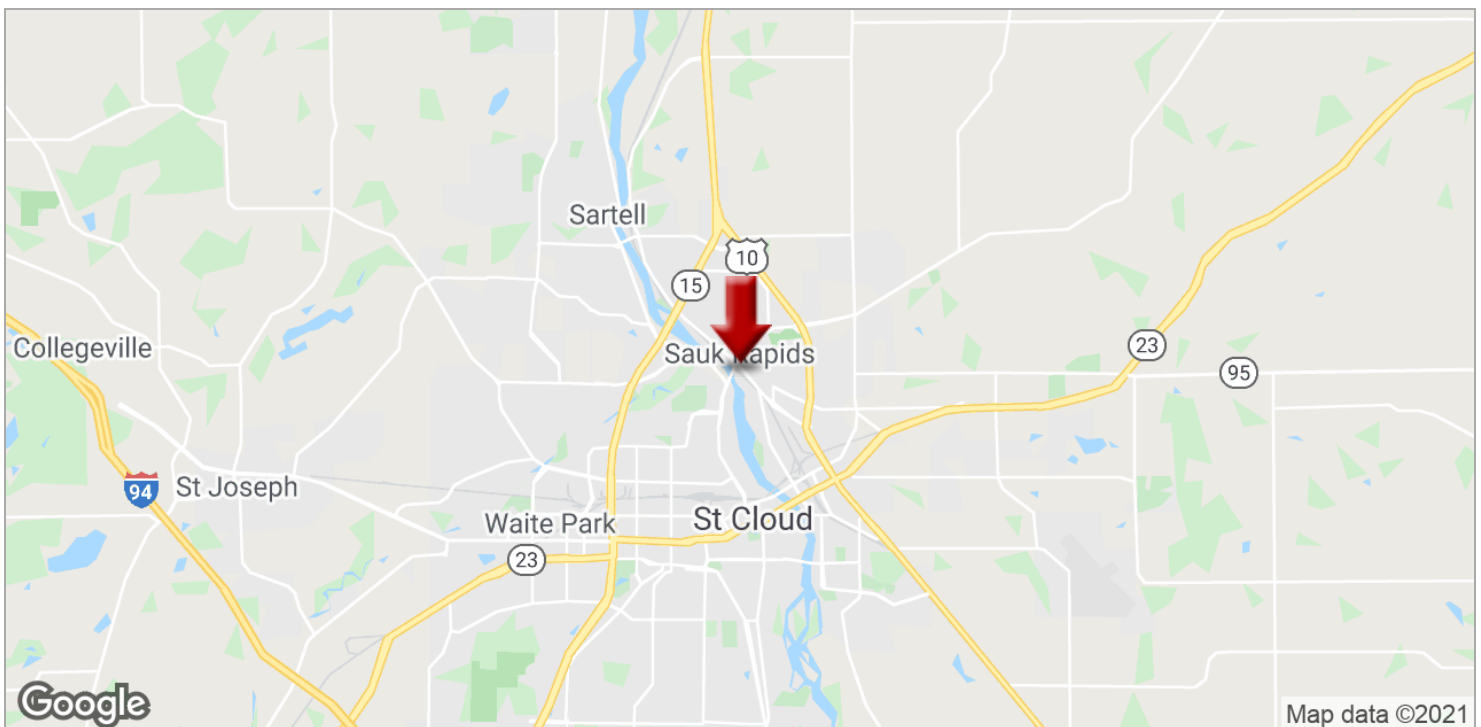 Sartell
10
15
Collegeville
Sauk Rapids
23
95
94
St Joseph
Waite Park
St Cloud
23
Google
Map data ©2021